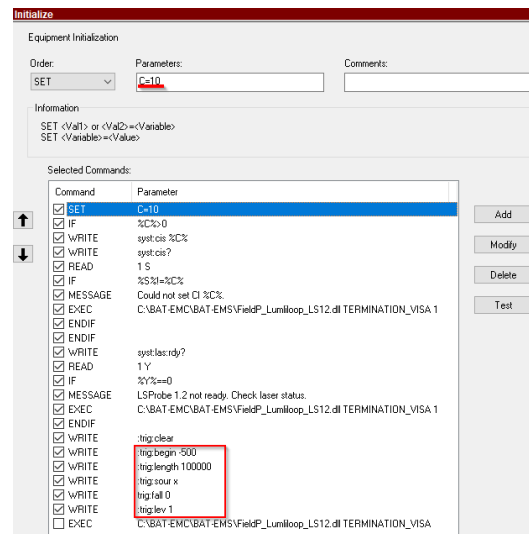 Initialize
Equipment Initialization
Order: Parameters: Comments:
SET C=10
Information
SET <Val1> or <Val2>=<Variable>
SET <Variable>=<Value>
Selected Commands:
Command Parameter
SET C=10
IF %C%>0
WRITE syst:cis %C%
WRITE syst:cis?
READ 1 S
IF %S%!=%C%
MESSAGE Could not set CI %C%.
EXEC C:\BAT-EMC\BAT-EMS\FieldP_Lumiloop_LS12.dll TERMINATION_VISA 1
ENDIF
ENDIF
WRITE syst:las:rdy?
READ 1 Y
IF %Y%==0
MESSAGE LSProbe 1.2 not ready. Check laser status.
EXEC C:\BAT-EMC\BAT-EMS\FieldP_Lumiloop_LS12.dll TERMINATION_VISA 1
ENDIF
WRITE :trig:clear
WRITE :trig:begin -500
WRITE :trig:length 100000
WRITE :trig:sour x
WRITE trig:fall 0
WRITE :trig:lev 1
EXEC C:\BAT-EMC\BAT-EMS\FieldP_Lumiloop_LS12.dll TERMINATION_VISA
Add
Modify
Delete
Test